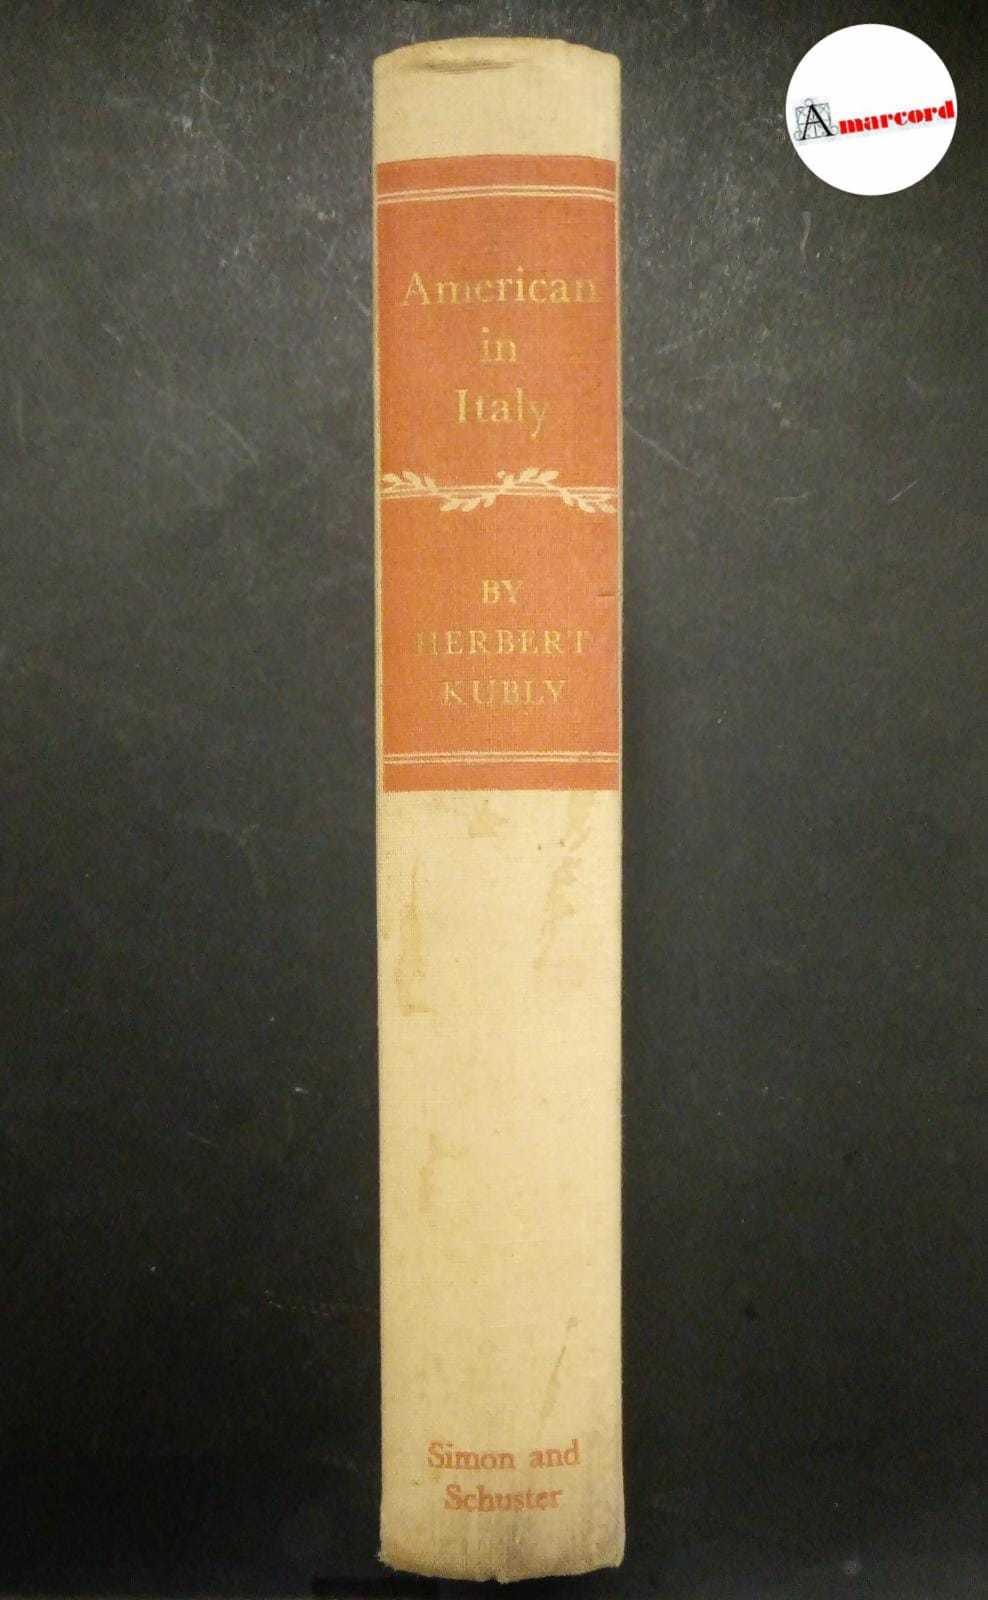 Amarcord
American
in
Italy
BY
HERBERT
KUBLY
Simon and
Schuster